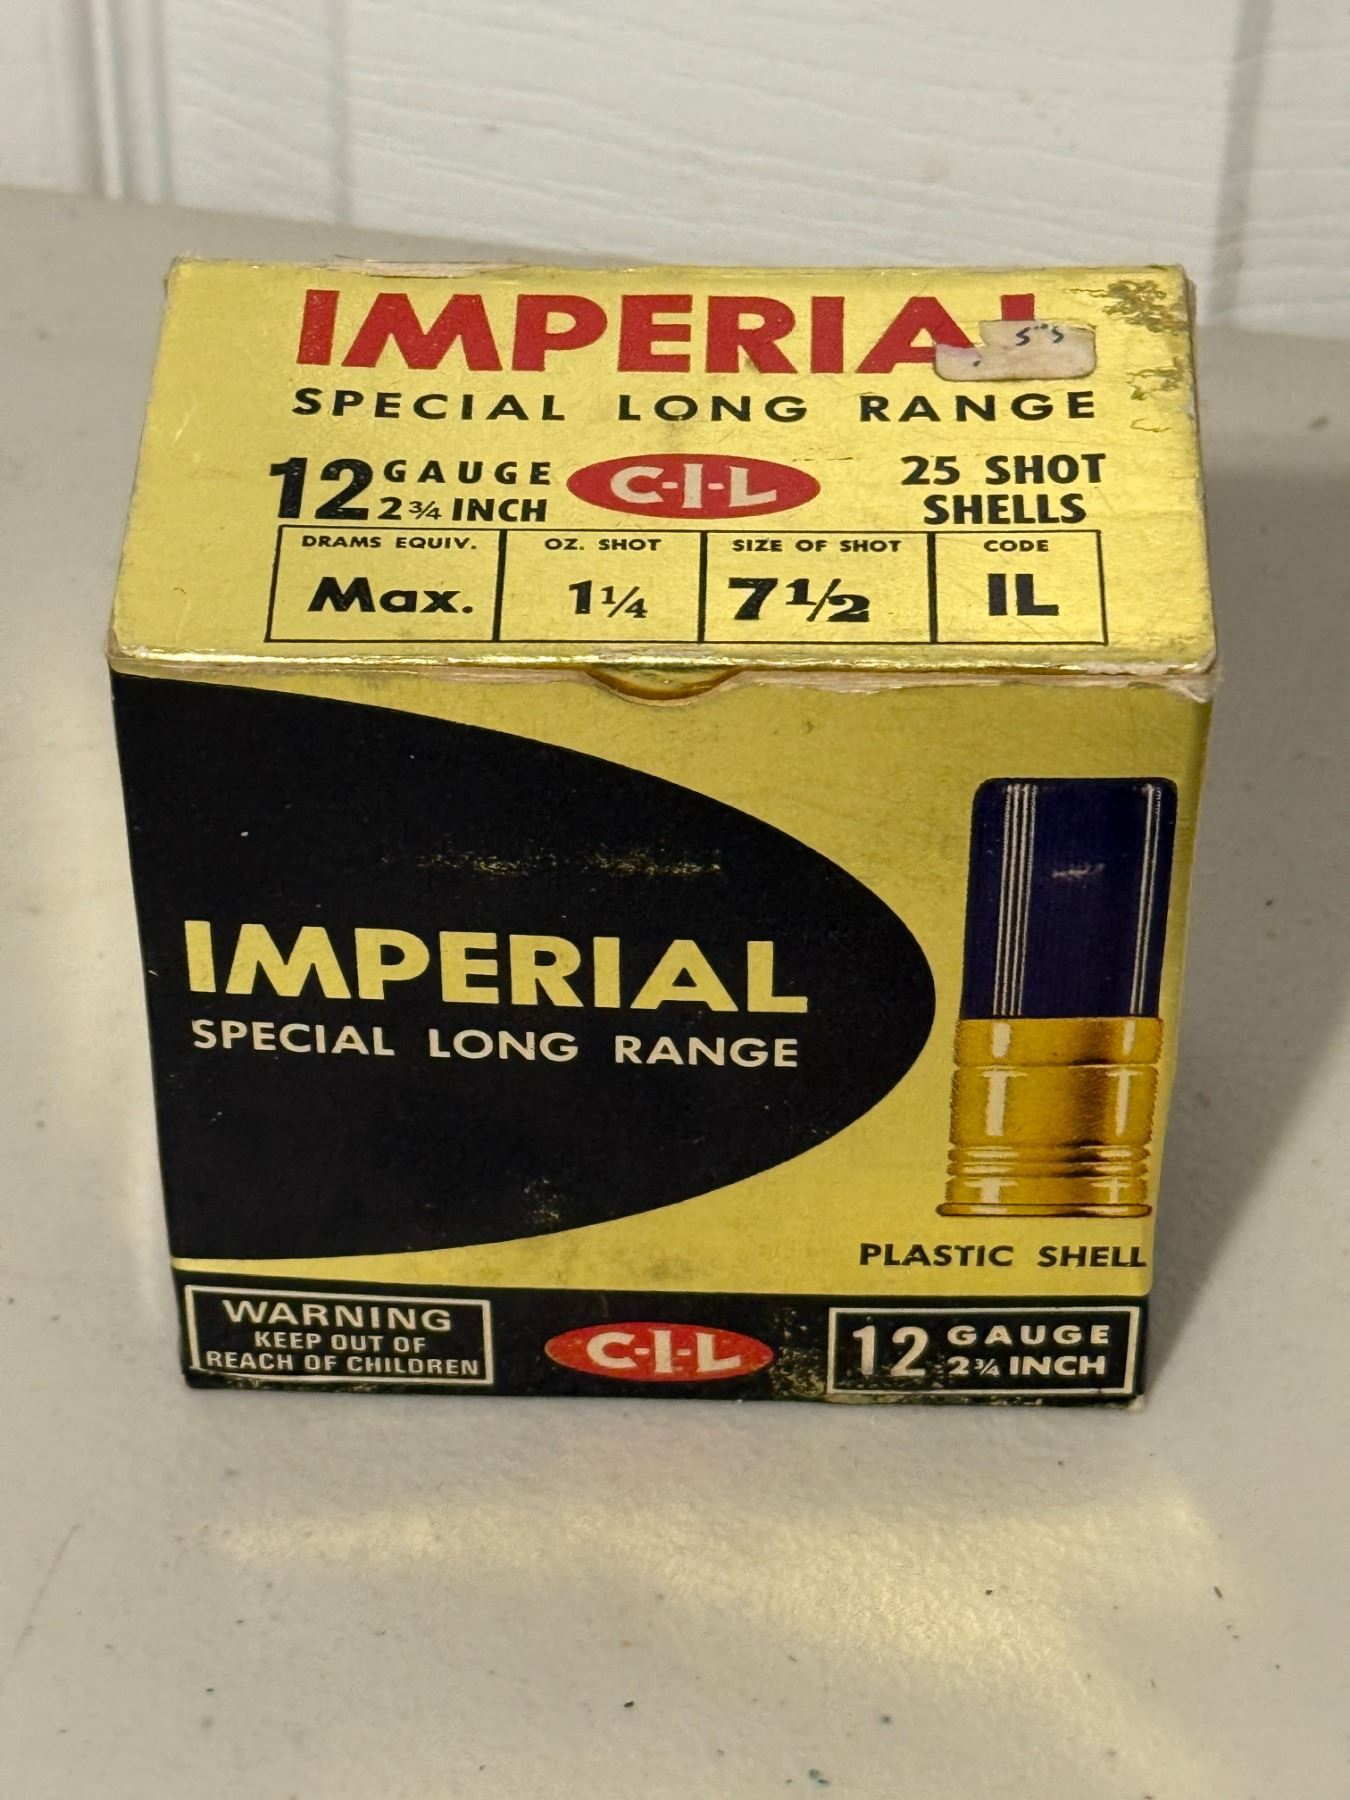 IMPERIAL
5"5
SPECIAL LONG RANGE
12 GAUGE
2¾ INCH
C-I-L
25 SHOT
SHELLS
DRAMS EQUIV. OZ. SHOT SIZE OF SHOT CODE
Max. 1¼ 7½ IL
IMPERIAL
SPECIAL LONG RANGE
PLASTIC SHELL
WARNING
KEEP OUT OF
REACH OF CHILDREN
C-I-L
12 GAUGE
2¾ INCH